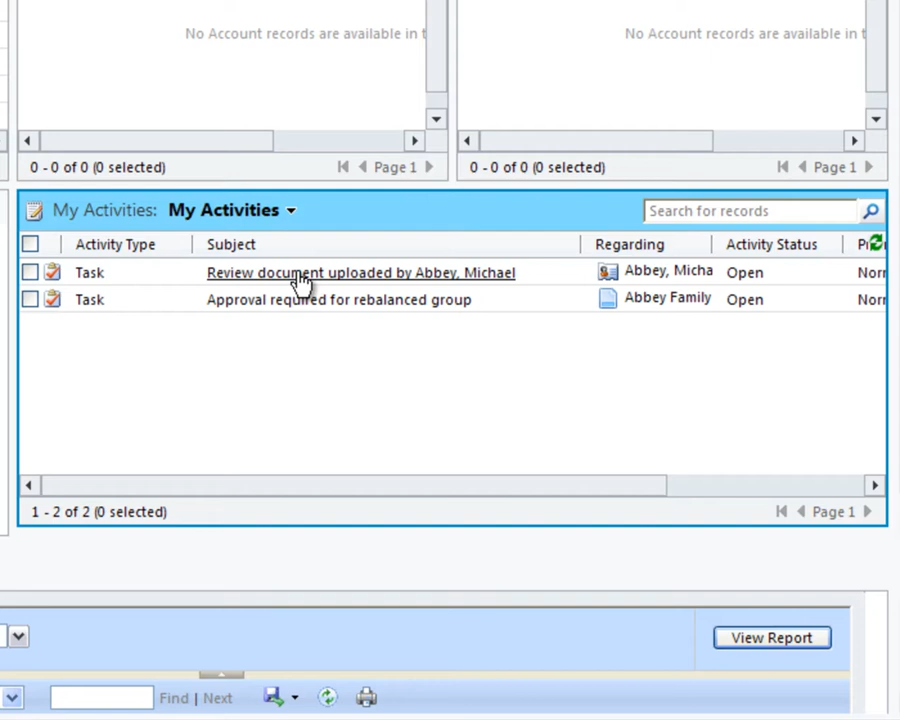 No Account records are available in t
No Account records are available in t
0 - 0 of 0 (0 selected) Page 1
0 - 0 of 0 (0 selected) Page 1
My Activities: My Activities Search for records
Activity Type Subject Regarding Activity Status
Task Review document uploaded by Abbey, Michael Abbey, Micha Open Nor
Task Approval required for rebalanced group Abbey Family Open Nor
1 - 2 of 2 (0 selected) Page 1
View Report
Find | Next